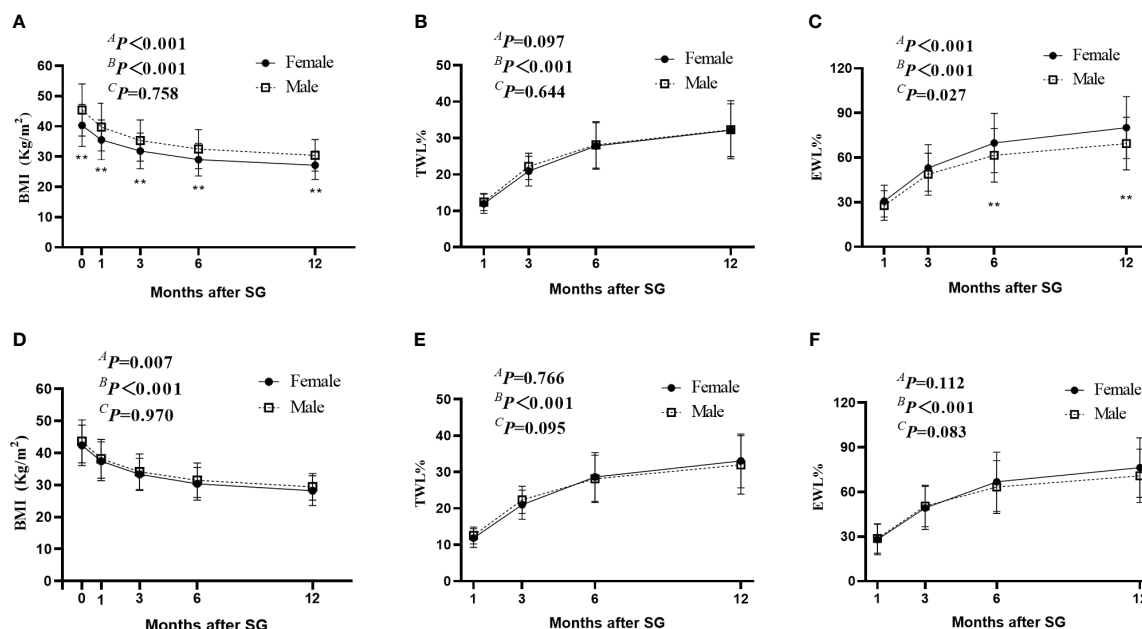 A
AP<0.001
BP<0.001
CP=0.758
Female
Male
BMI (Kg/m2)
60
50
40
30
20
10
0
** ** ** ** **
0 1 3 6 12
Months after SG
B
AP=0.097
BP<0.001
CP=0.644
Female
Male
TWL%
50
40
30
20
10
0
1 3 6 12
Months after SG
C
AP<0.001
BP<0.001
CP=0.027
Female
Male
EWL%
120
90
60
30
0
** **
1 3 6 12
Months after SG
D
AP=0.007
BP<0.001
CP=0.970
Female
Male
BMI (Kg/m2)
60
50
40
30
20
10
0
0 1 3 6 12
Months after SG
E
AP=0.766
BP<0.001
CP=0.095
Female
Male
TWL%
50
40
30
20
10
0
1 3 6 12
Months after SG
F
AP=0.112
BP<0.001
CP=0.083
Female
Male
EWL%
120
90
60
30
0
1 3 6 12
Months after SG